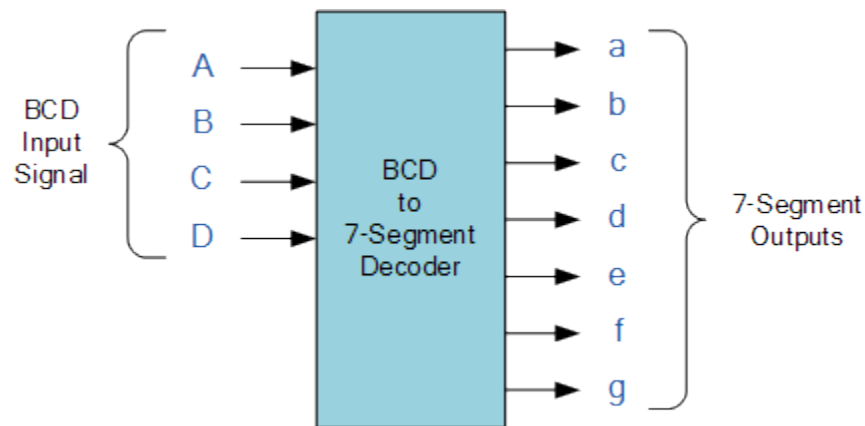 BCD
Input
Signal
A
B
C
D
BCD
to
7-Segment
Decoder
a
b
c
d
e
f
g
7-Segment
Outputs